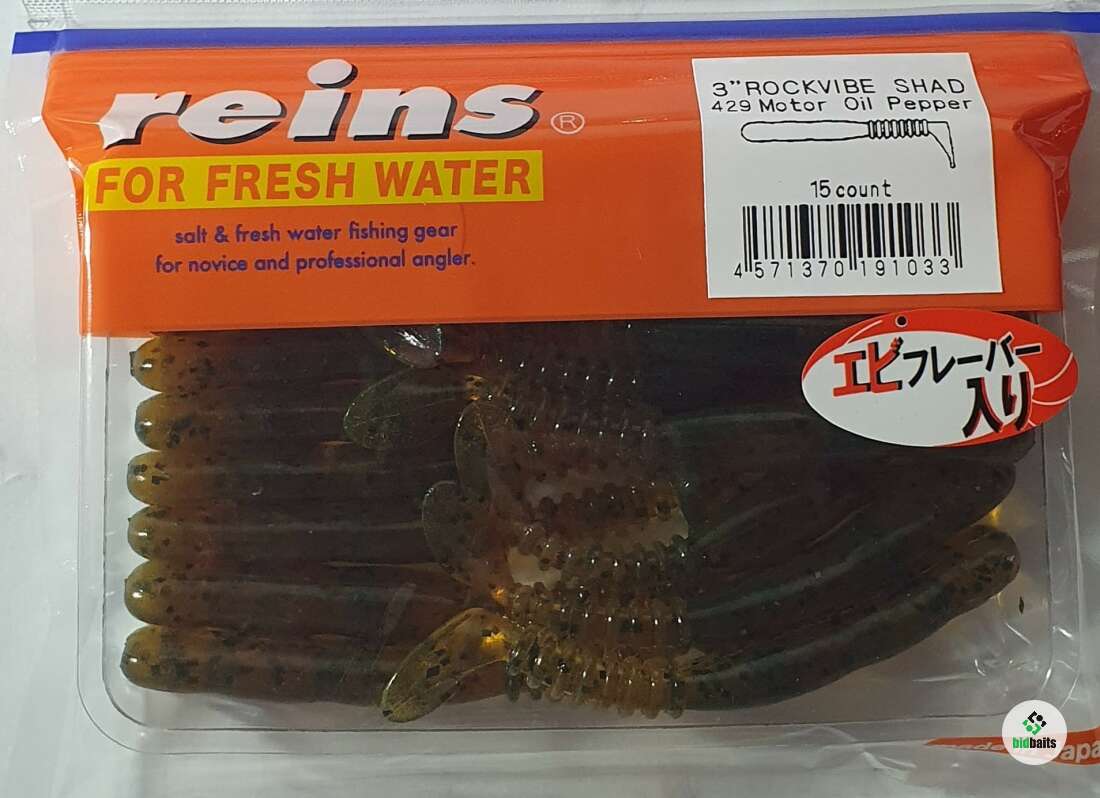 reins®
FOR FRESH WATER
salt & fresh water fishing gear
for novice and professional angler.
3"ROCKVIBE SHAD
429 Motor Oil Pepper
15 count
4 571370 191033
エビフレーバー
入り
bidbaits